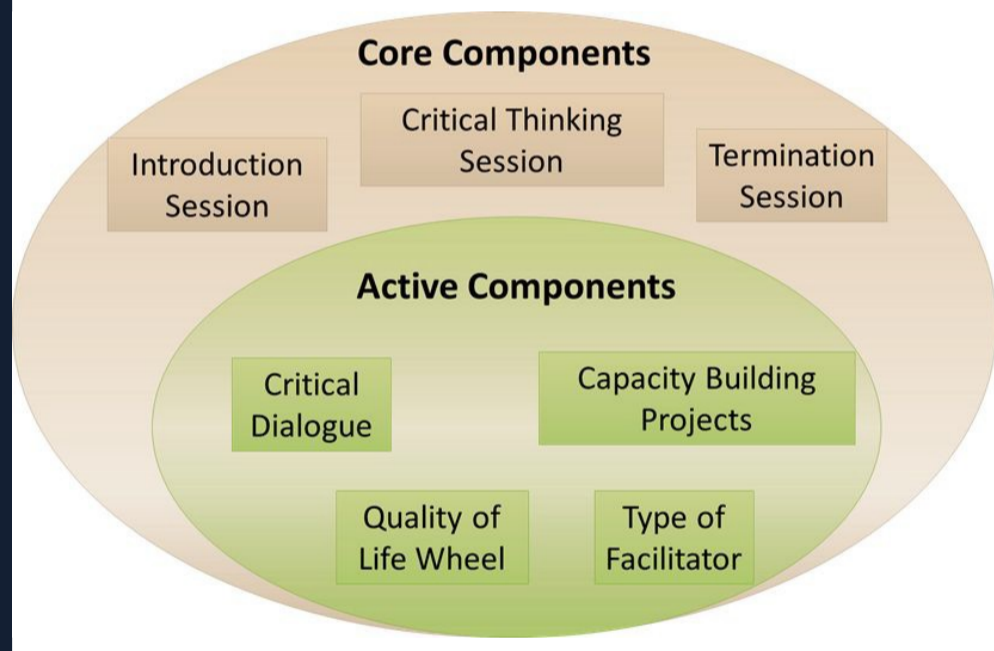 Core Components
Critical Thinking
Session
Introduction
Session
Termination
Session
Active Components
Critical
Dialogue
Capacity Building
Projects
Quality of
Life Wheel
Type of
Facilitator